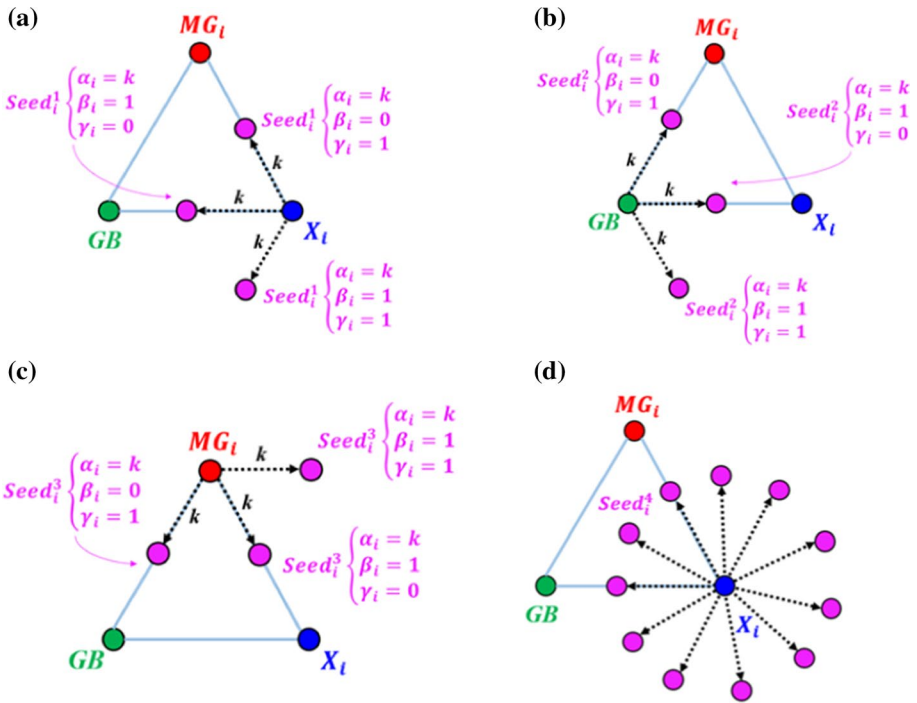 (a)
MG_i
Seed_i^1 { α_i = k
β_i = 1
γ_i = 0
Seed_i^1 { α_i = k
β_i = 0
γ_i = 1
k
k
k
GB
X_i
Seed_i^1 { α_i = k
β_i = 1
γ_i = 1
(b)
MG_i
Seed_i^2 { α_i = k
β_i = 0
γ_i = 1
Seed_i^2 { α_i = k
β_i = 1
γ_i = 0
k
k
k
GB
X_i
Seed_i^2 { α_i = k
β_i = 1
γ_i = 1
(c)
MG_i
k
Seed_i^3 { α_i = k
β_i = 1
γ_i = 1
Seed_i^3 { α_i = k
β_i = 0
γ_i = 1
k
k
Seed_i^3 { α_i = k
β_i = 1
γ_i = 0
GB
X_i
(d)
MG_i
Seed_i^4
GB
X_i